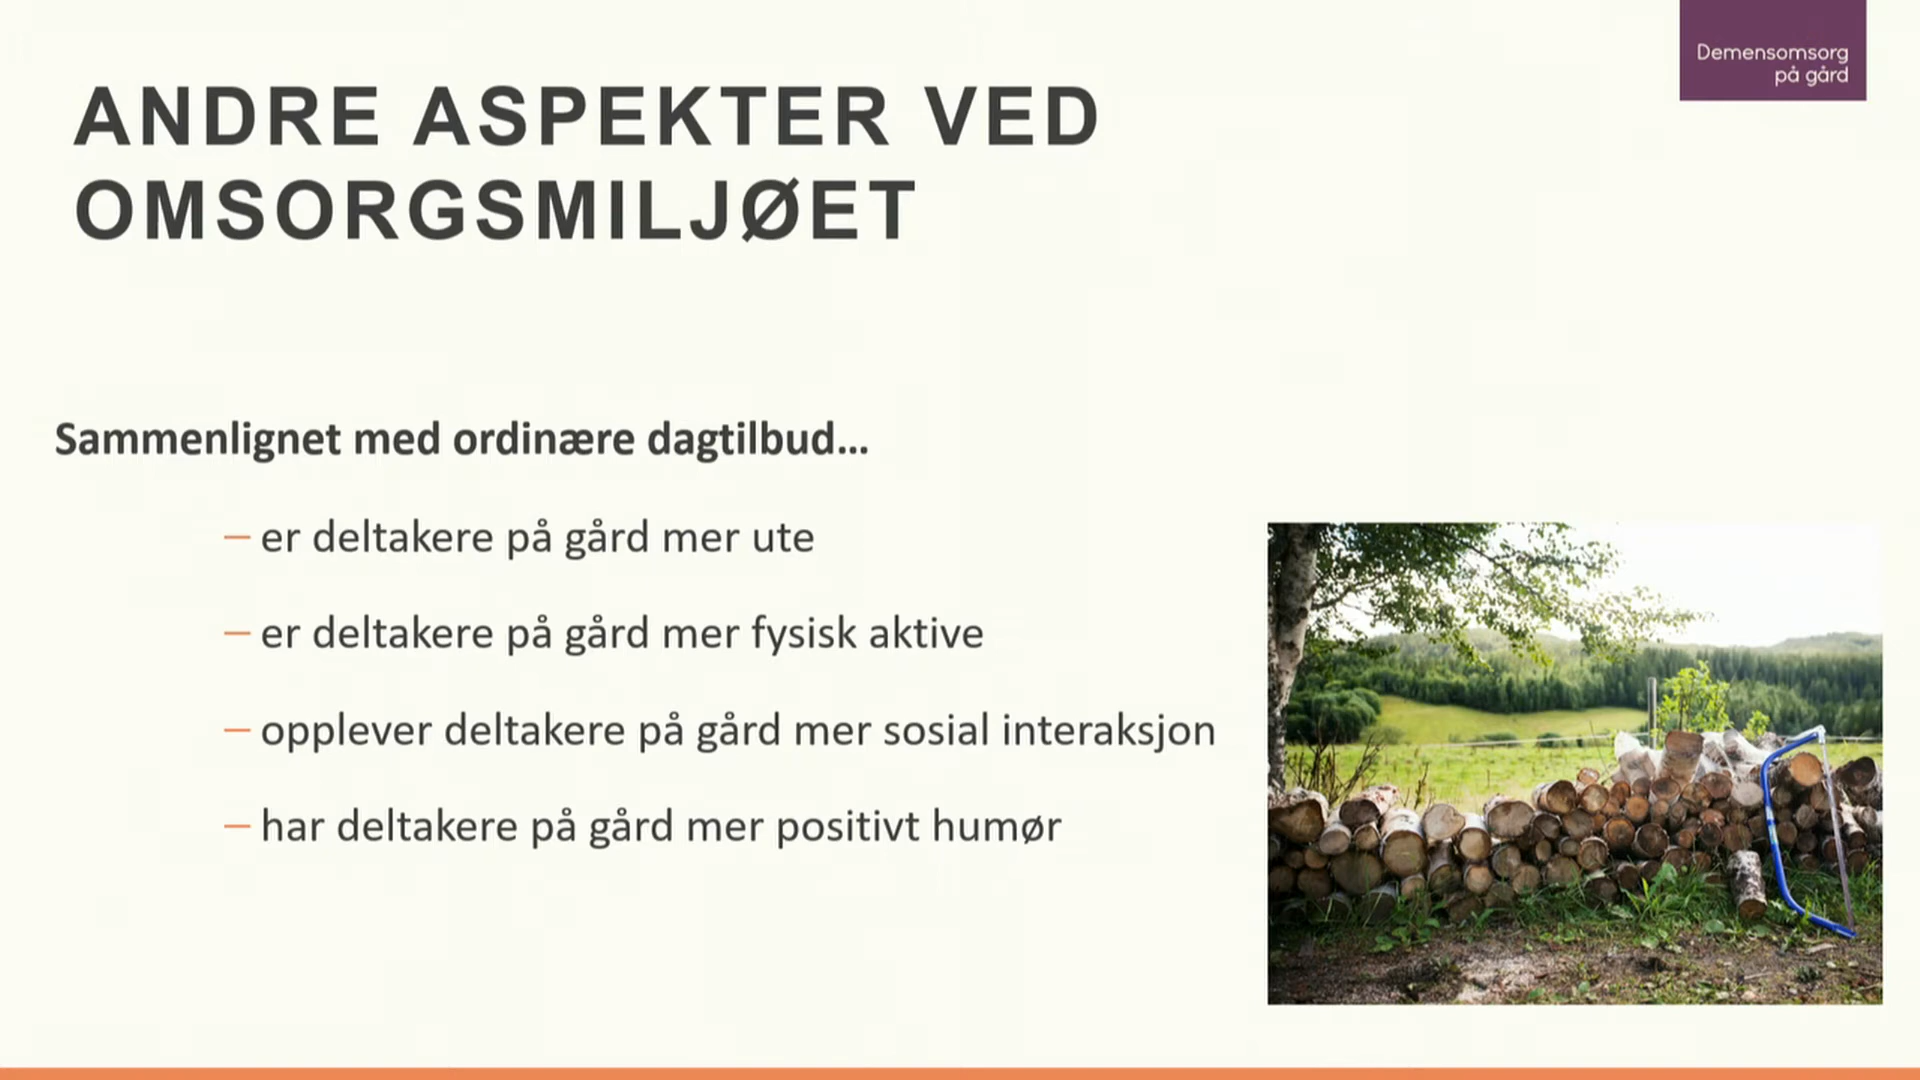 Demensomsorg
på gård
ANDRE ASPEKTER VED
OMSORGSMILJØET
Sammenlignet med ordinære dagtilbud...
– er deltakere på gård mer ute
– er deltakere på gård mer fysisk aktive
– opplever deltakere på gård mer sosial interaksjon
– har deltakere på gård mer positivt humør